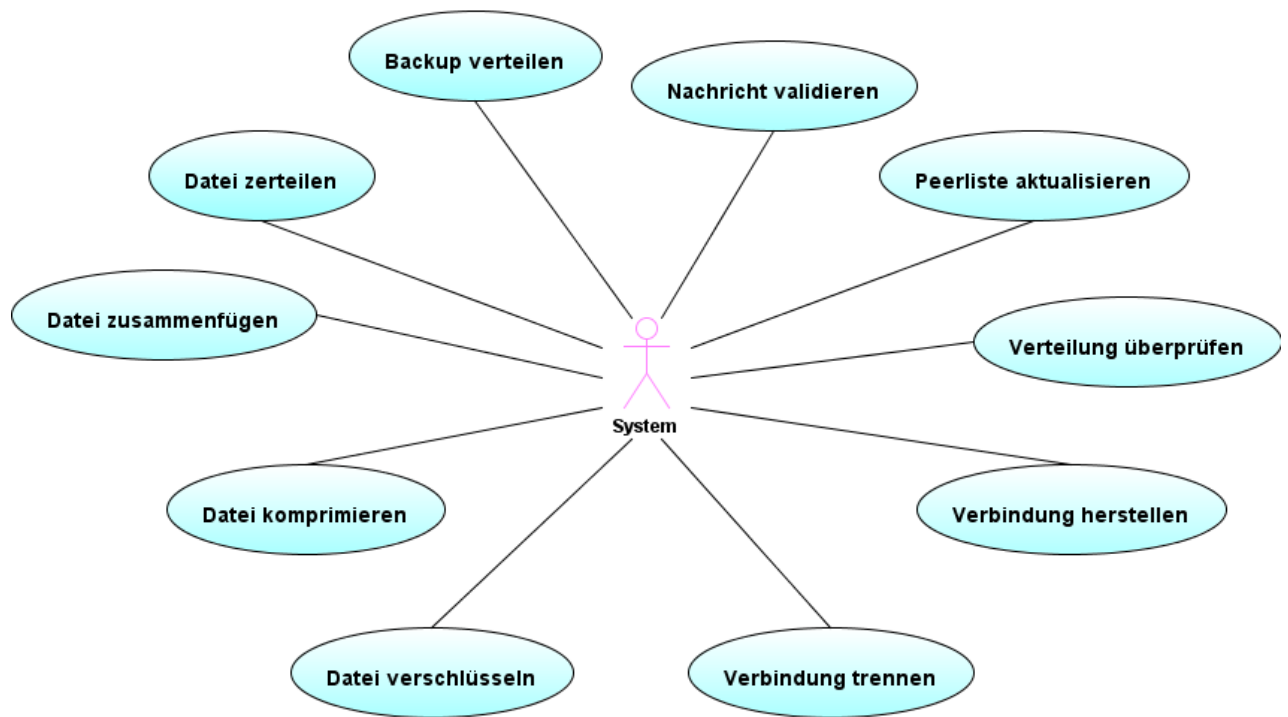 Backup verteilen
Nachricht validieren
Datei zerteilen
Peerliste aktualisieren
Datei zusammenfügen
Verteilung überprüfen
System
Datei komprimieren
Verbindung herstellen
Datei verschlüsseln
Verbindung trennen